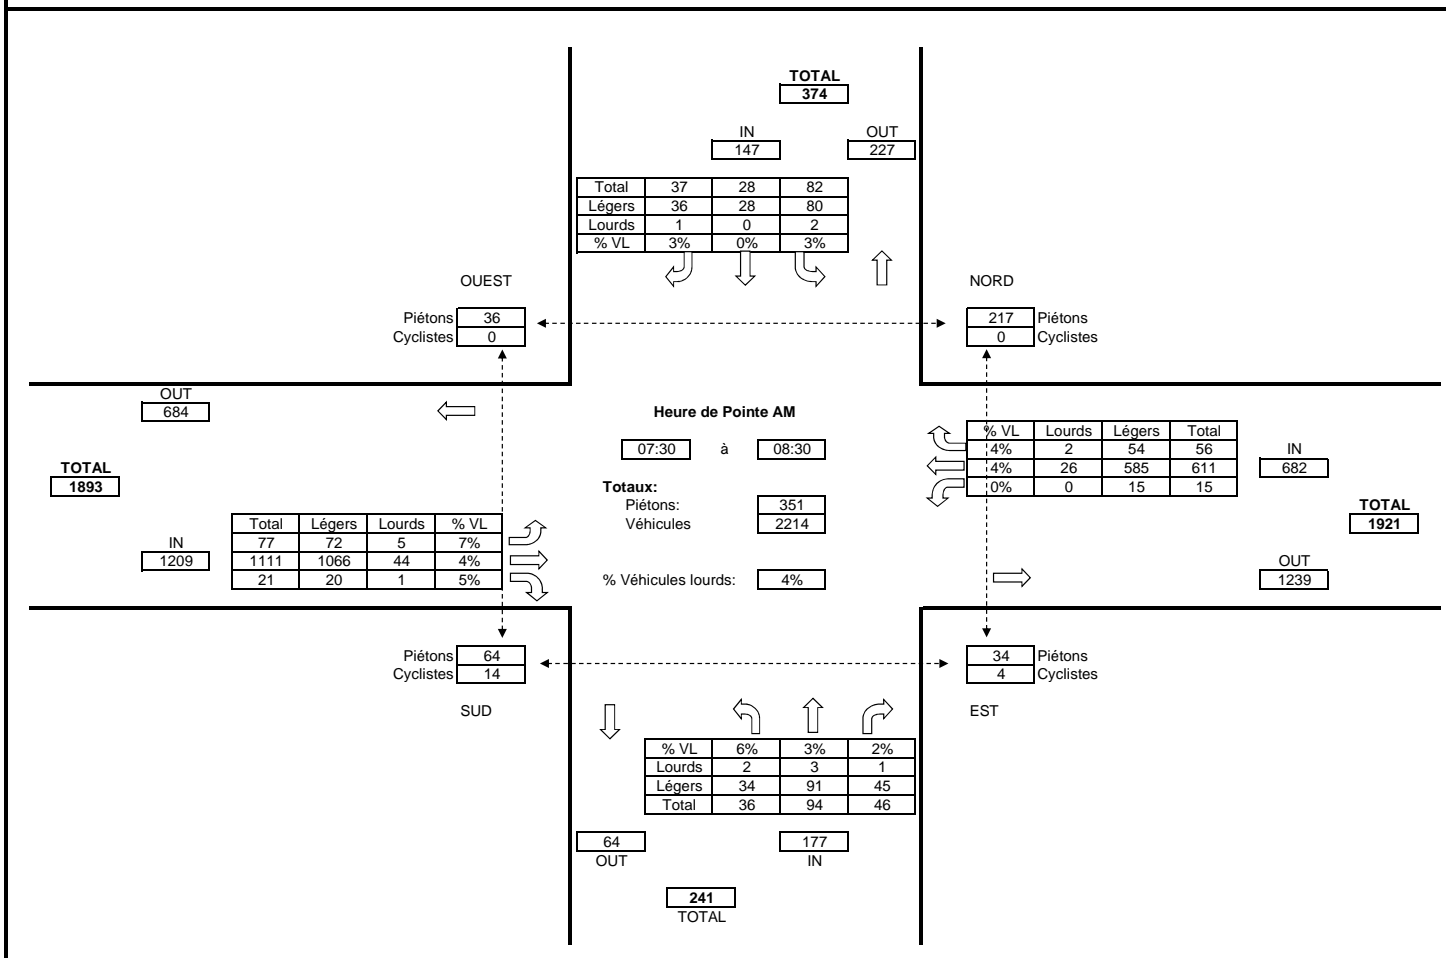 TOTAL
374
IN OUT
147 227
Total 37 28 82
Légers 36 28 80
Lourds 1 0 2
% VL 3% 0% 3%
OUEST NORD
Piétons 36 217 Piétons
Cyclistes 0 0 Cyclistes
OUT
684
Heure de Pointe AM
07:30 à 08:30
% VL Lourds Légers Total
4% 2 54 56
4% 26 585 611
0% 0 15 15
IN
682
TOTAL
1893
Totaux:
Piétons: 351
Véhicules 2214
TOTAL
1921
Total Légers Lourds % VL
77 72 5 7%
1111 1066 44 4%
21 20 1 5%
IN
1209
% Véhicules lourds: 4%
OUT
1239
Piétons 64 34 Piétons
Cyclistes 14 4 Cyclistes
SUD EST
% VL 6% 3% 2%
Lourds 2 3 1
Légers 34 91 45
Total 36 94 46
64 177
OUT IN
241
TOTAL